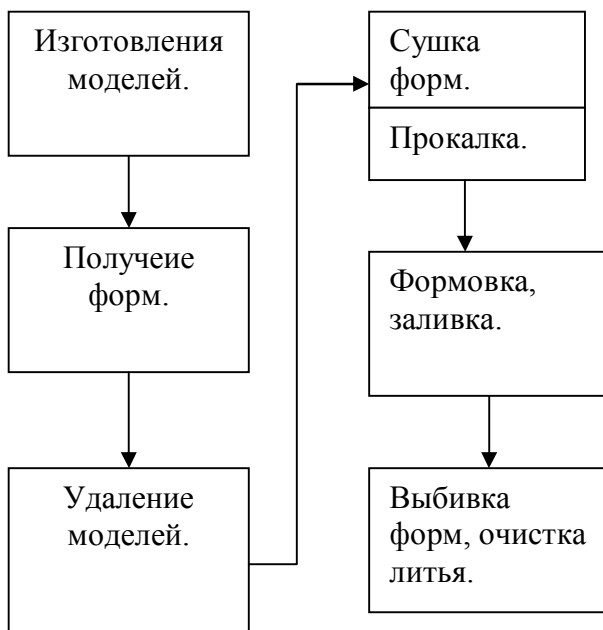 Изготовления
моделей.
Получеие
форм.
Удаление
моделей.
Сушка
форм.
Прокалка.
Формовка,
заливка.
Выбивка
форм, очистка
литья.